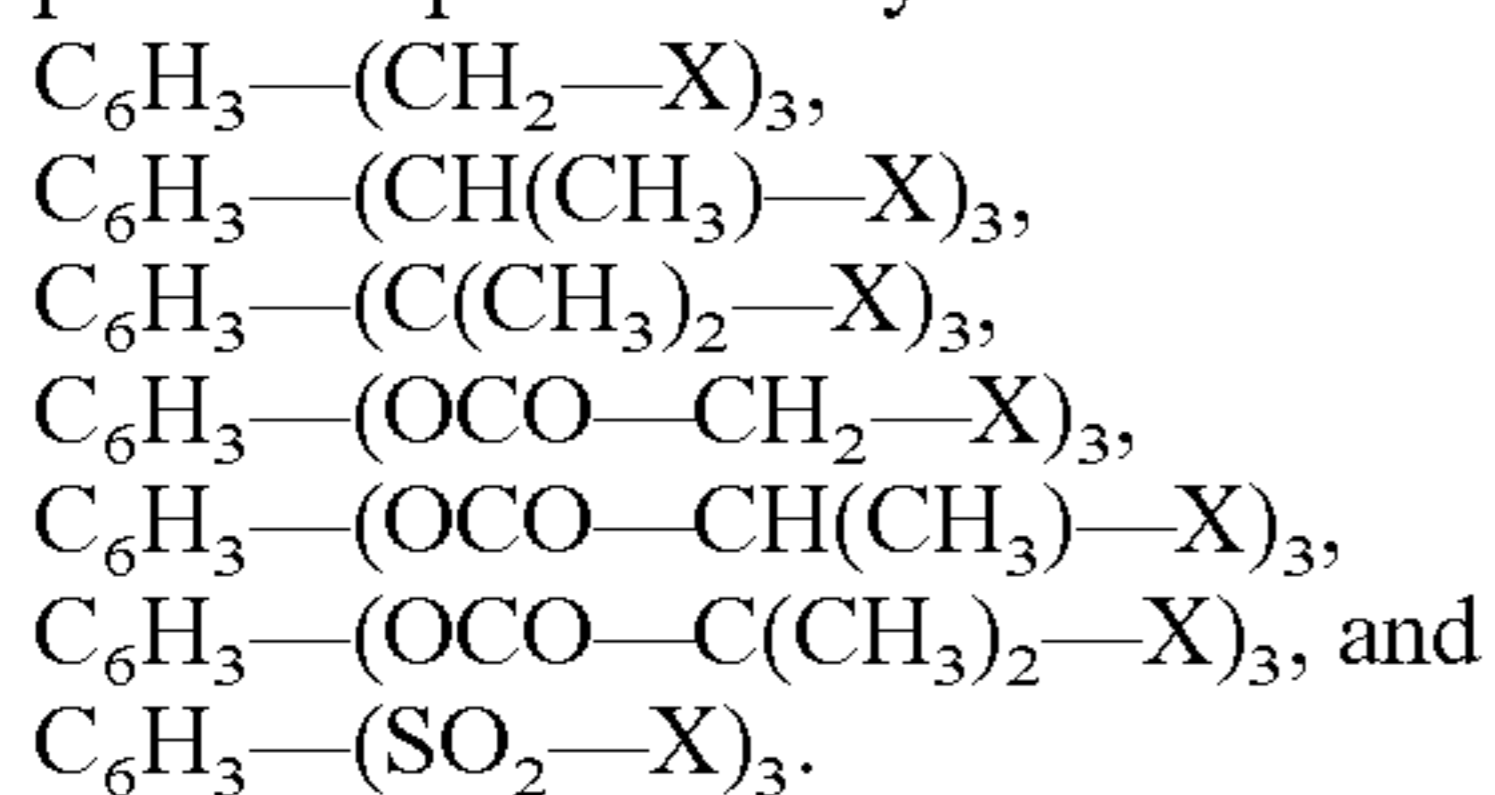 C₆H₃—(CH₂—X)₃,
C₆H₃—(CH(CH₃)—X)₃,
C₆H₃—(C(CH₃)₂—X)₃,
C₆H₃—(OCO—CH₂—X)₃,
C₆H₃—(OCO—CH(CH₃)—X)₃,
C₆H₃—(OCO—C(CH₃)₂—X)₃, and
C₆H₃—(SO₂—X)₃.